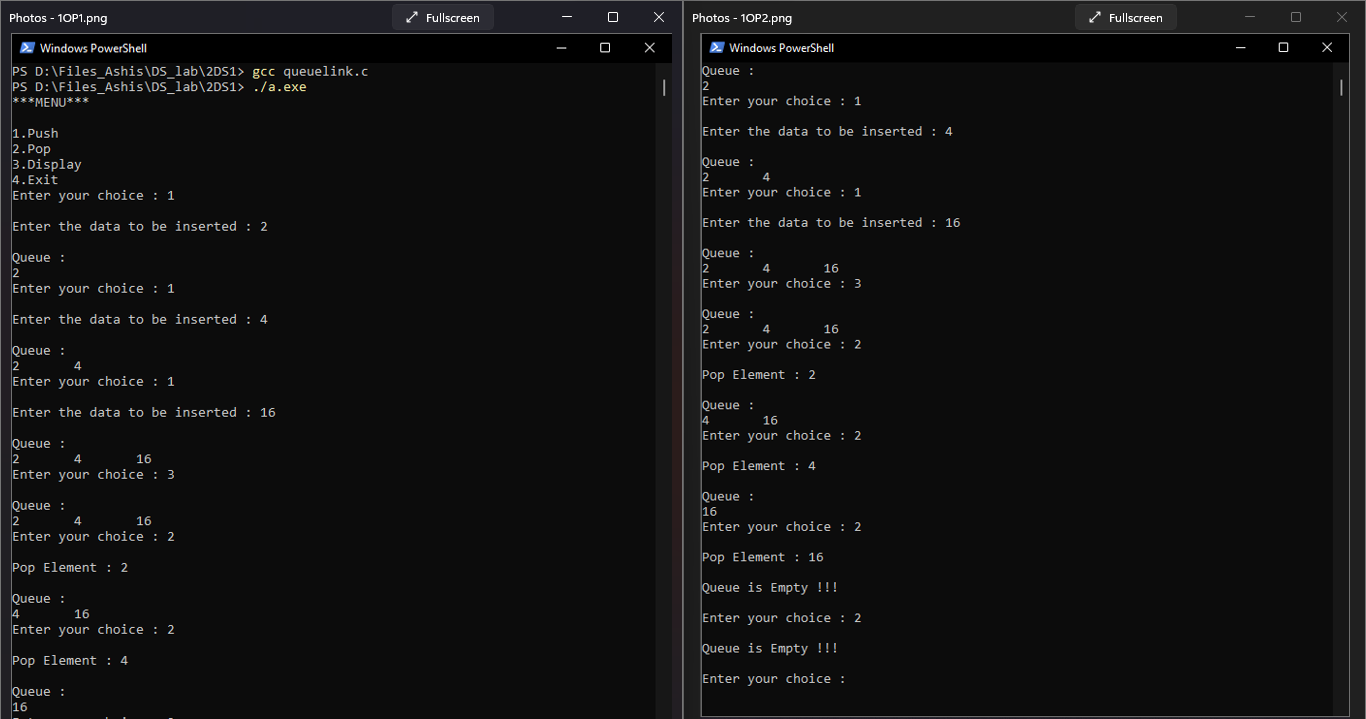 Photos - 1OP1.png
Fullscreen
Windows PowerShell
PS D:\Files_Ashis\DS_lab\2DS1> gcc queuelink.c
PS D:\Files_Ashis\DS_lab\2DS1> ./a.exe
***MENU***
1.Push
2.Pop
3.Display
4.Exit
Enter your choice : 1
Enter the data to be inserted : 2
Queue :
2
Enter your choice : 1
Enter the data to be inserted : 4
Queue :
2 4
Enter your choice : 1
Enter the data to be inserted : 16
Queue :
2 4 16
Enter your choice : 3
Queue :
2 4 16
Enter your choice : 2
Pop Element : 2
Queue :
4 16
Enter your choice : 2
Pop Element : 4
Queue :
16
Photos - 1OP2.png
Fullscreen
Windows PowerShell
Queue :
2
Enter your choice : 1
Enter the data to be inserted : 4
Queue :
2 4
Enter your choice : 1
Enter the data to be inserted : 16
Queue :
2 4 16
Enter your choice : 3
Queue :
2 4 16
Enter your choice : 2
Pop Element : 2
Queue :
4 16
Enter your choice : 2
Pop Element : 4
Queue :
16
Enter your choice : 2
Pop Element : 16
Queue is Empty !!!
Enter your choice : 2
Queue is Empty !!!
Enter your choice :